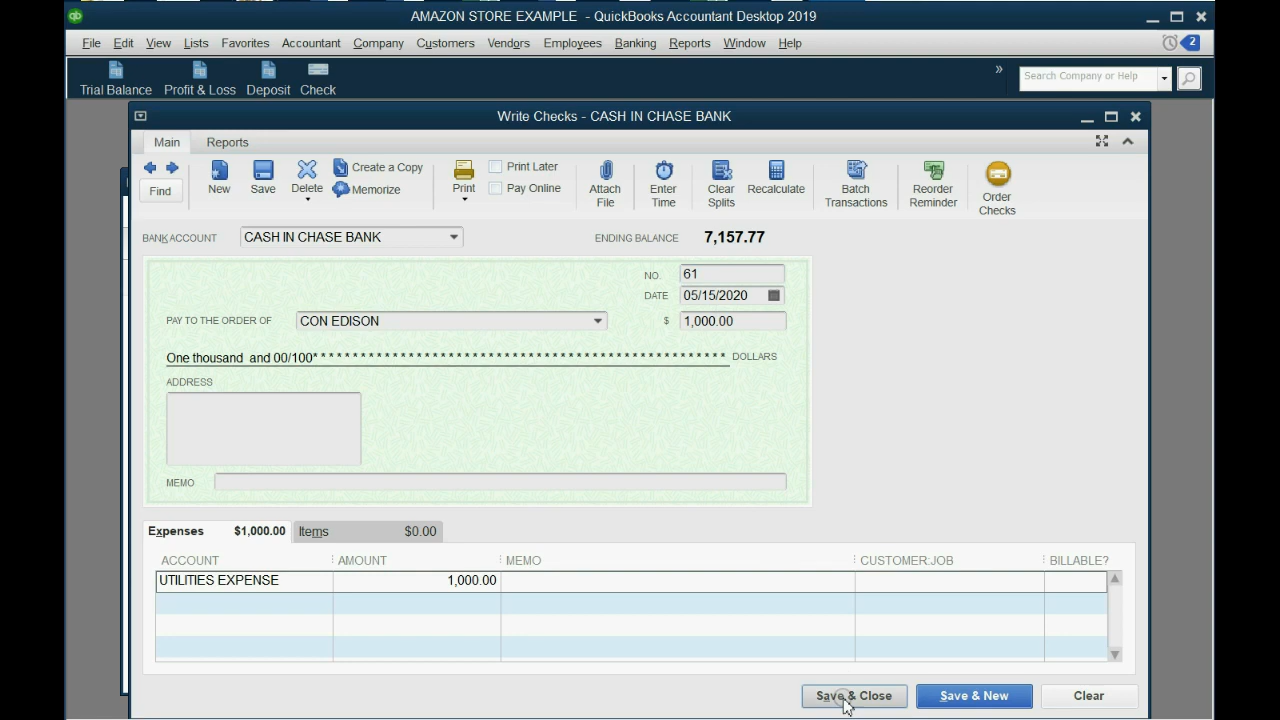 AMAZON STORE EXAMPLE - QuickBooks Accountant Desktop 2019
File Edit View Lists Favorites Accountant Company Customers Vendors Employees Banking Reports Window Help
2
Trial Balance Profit & Loss Deposit Check
» Search Company or Help
Write Checks - CASH IN CHASE BANK
Main Reports
Find New Save Delete Create a Copy Memorize Print Print Later Pay Online
Attach File Enter Time Clear Splits Recalculate Batch Transactions Reorder Reminder Order Checks
BANK ACCOUNT CASH IN CHASE BANK ENDING BALANCE 7,157.77
NO. 61
DATE 05/15/2020
PAY TO THE ORDER OF CON EDISON $ 1,000.00
One thousand and 00/100* * * * * * * * * * * * * * * * * * * * * * * * * * * * * * * * * * * * * * * * * * * * * * * * * * * * DOLLARS
ADDRESS
MEMO
Expenses $1,000.00 Items $0.00
ACCOUNT AMOUNT MEMO CUSTOMER:JOB BILLABLE?
UTILITIES EXPENSE 1,000.00
Save & Close Save & New Clear